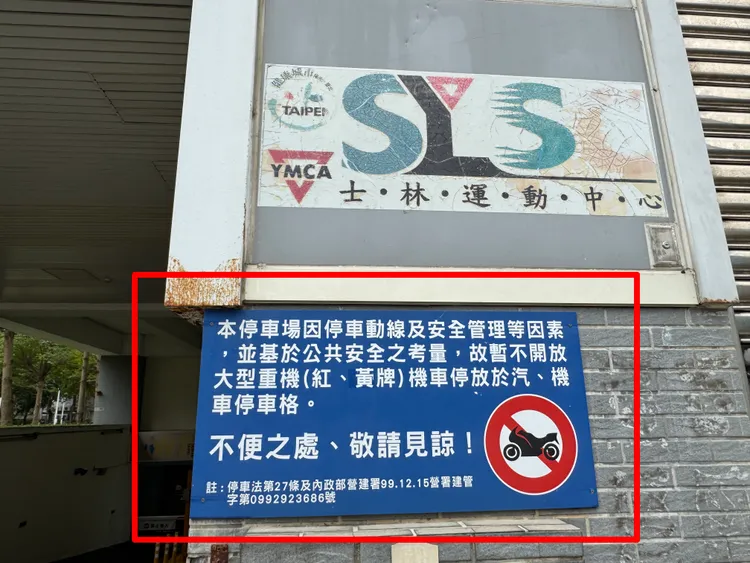 健康城市
TAIPEI
SYS
YMCA
士·林·運·動·中·心
本停車場因停車動線及安全管理等因素
，並基於公共安全之考量，故暫不開放
大型重機(紅、黃牌)機車停放於汽、機
車停車格。
不便之處、敬請見諒！
註：停車法第27條及內政部營建署99.12.15營署建管
字第0992923686號